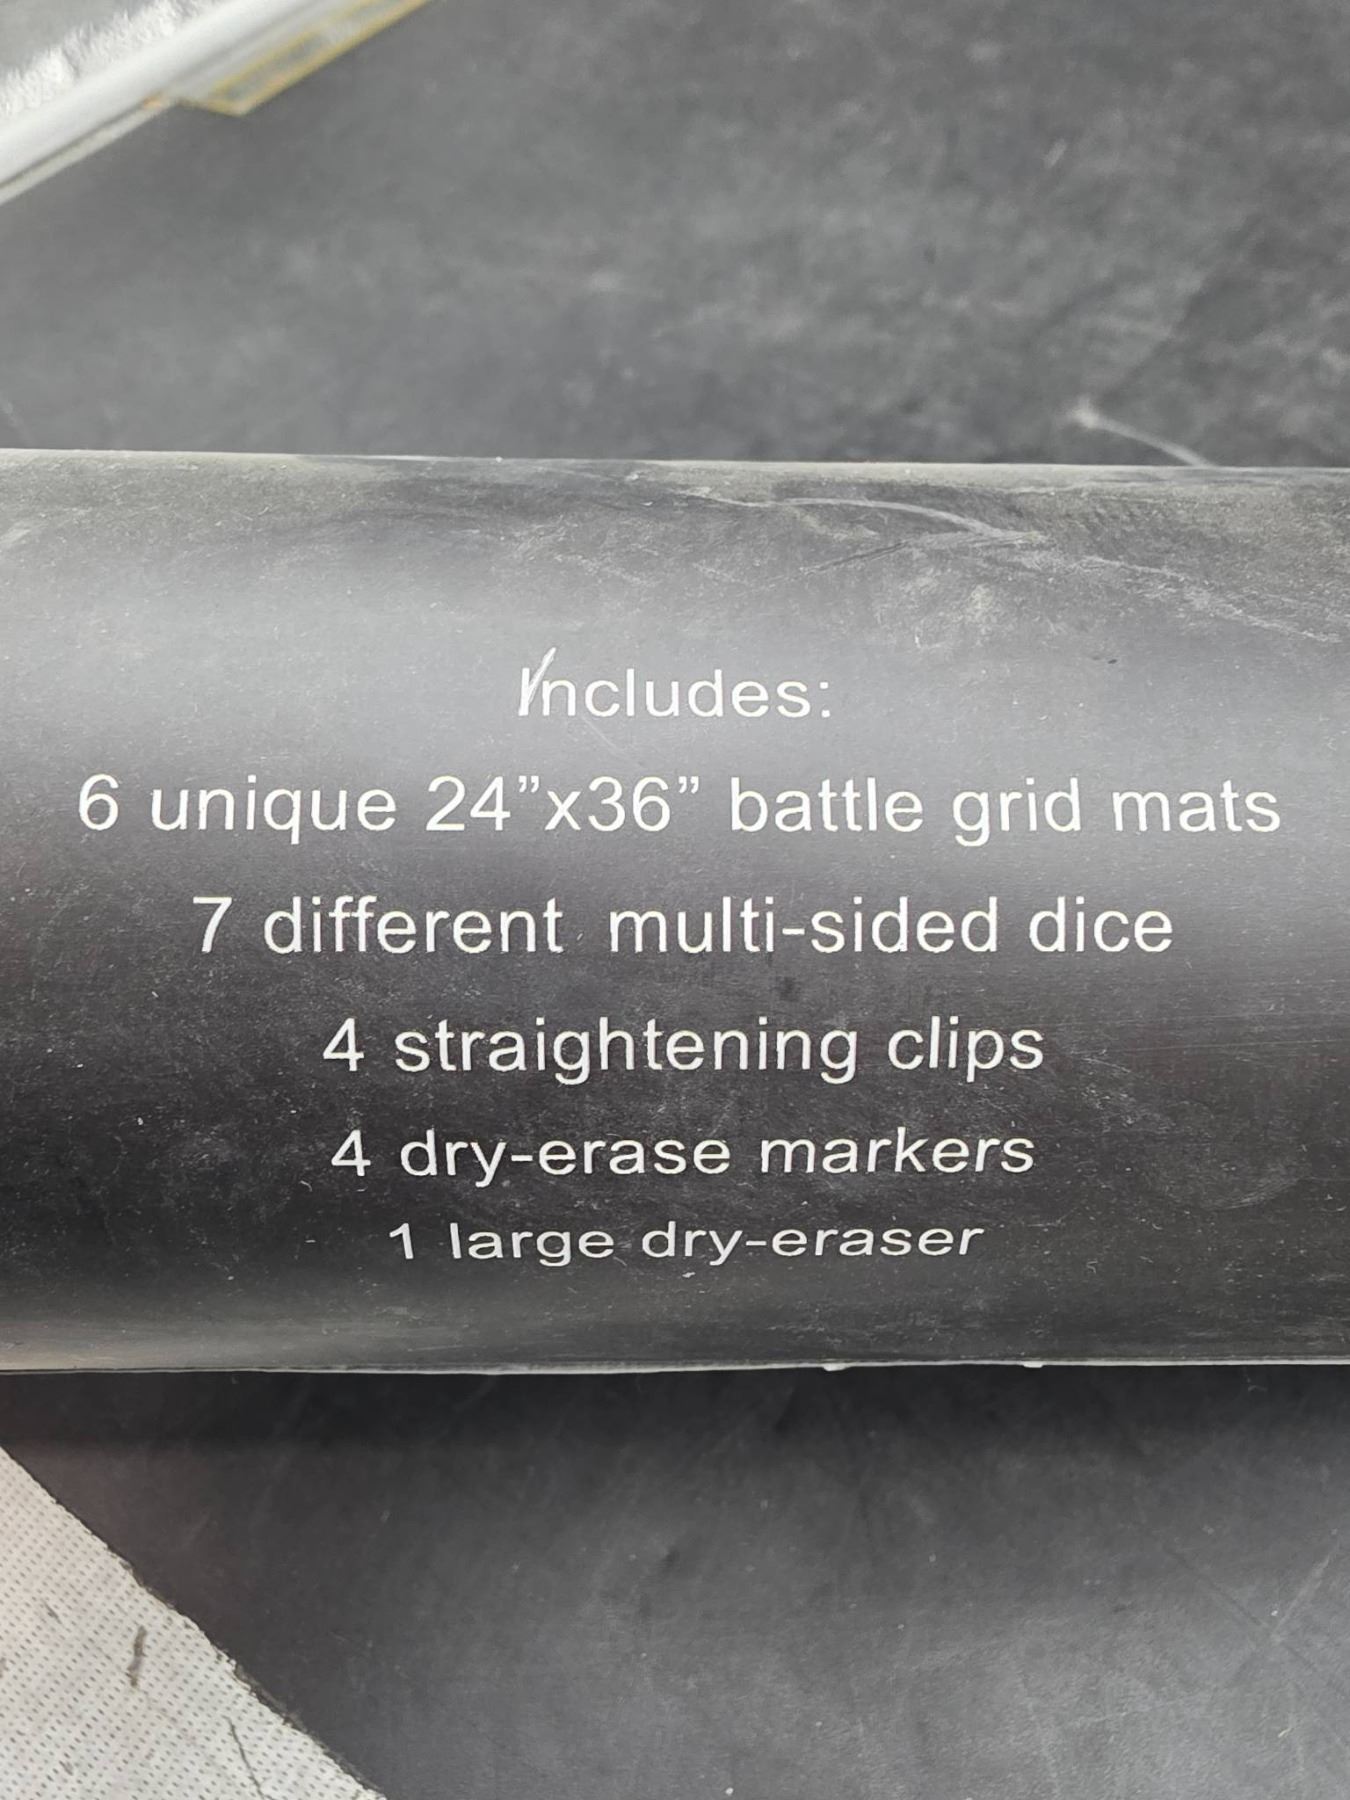 Includes:
6 unique 24”x36” battle grid mats
7 different multi-sided dice
4 straightening clips
4 dry-erase markers
1 large dry-eraser